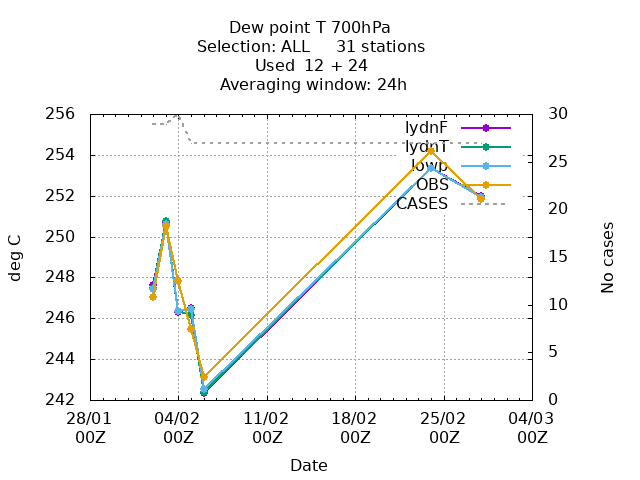 Dew point T 700hPa
Selection: ALL 31 stations
Used 12 + 24
Averaging window: 24h
256 30
lydnF
254 lydnT 25
lowp
252 OBS
CASES 20
250
deg C 248 15 No cases
246 10
244 5
242 0
28/01 04/02 11/02 18/02 25/02 04/03
00Z 00Z 00Z 00Z 00Z 00Z
Date